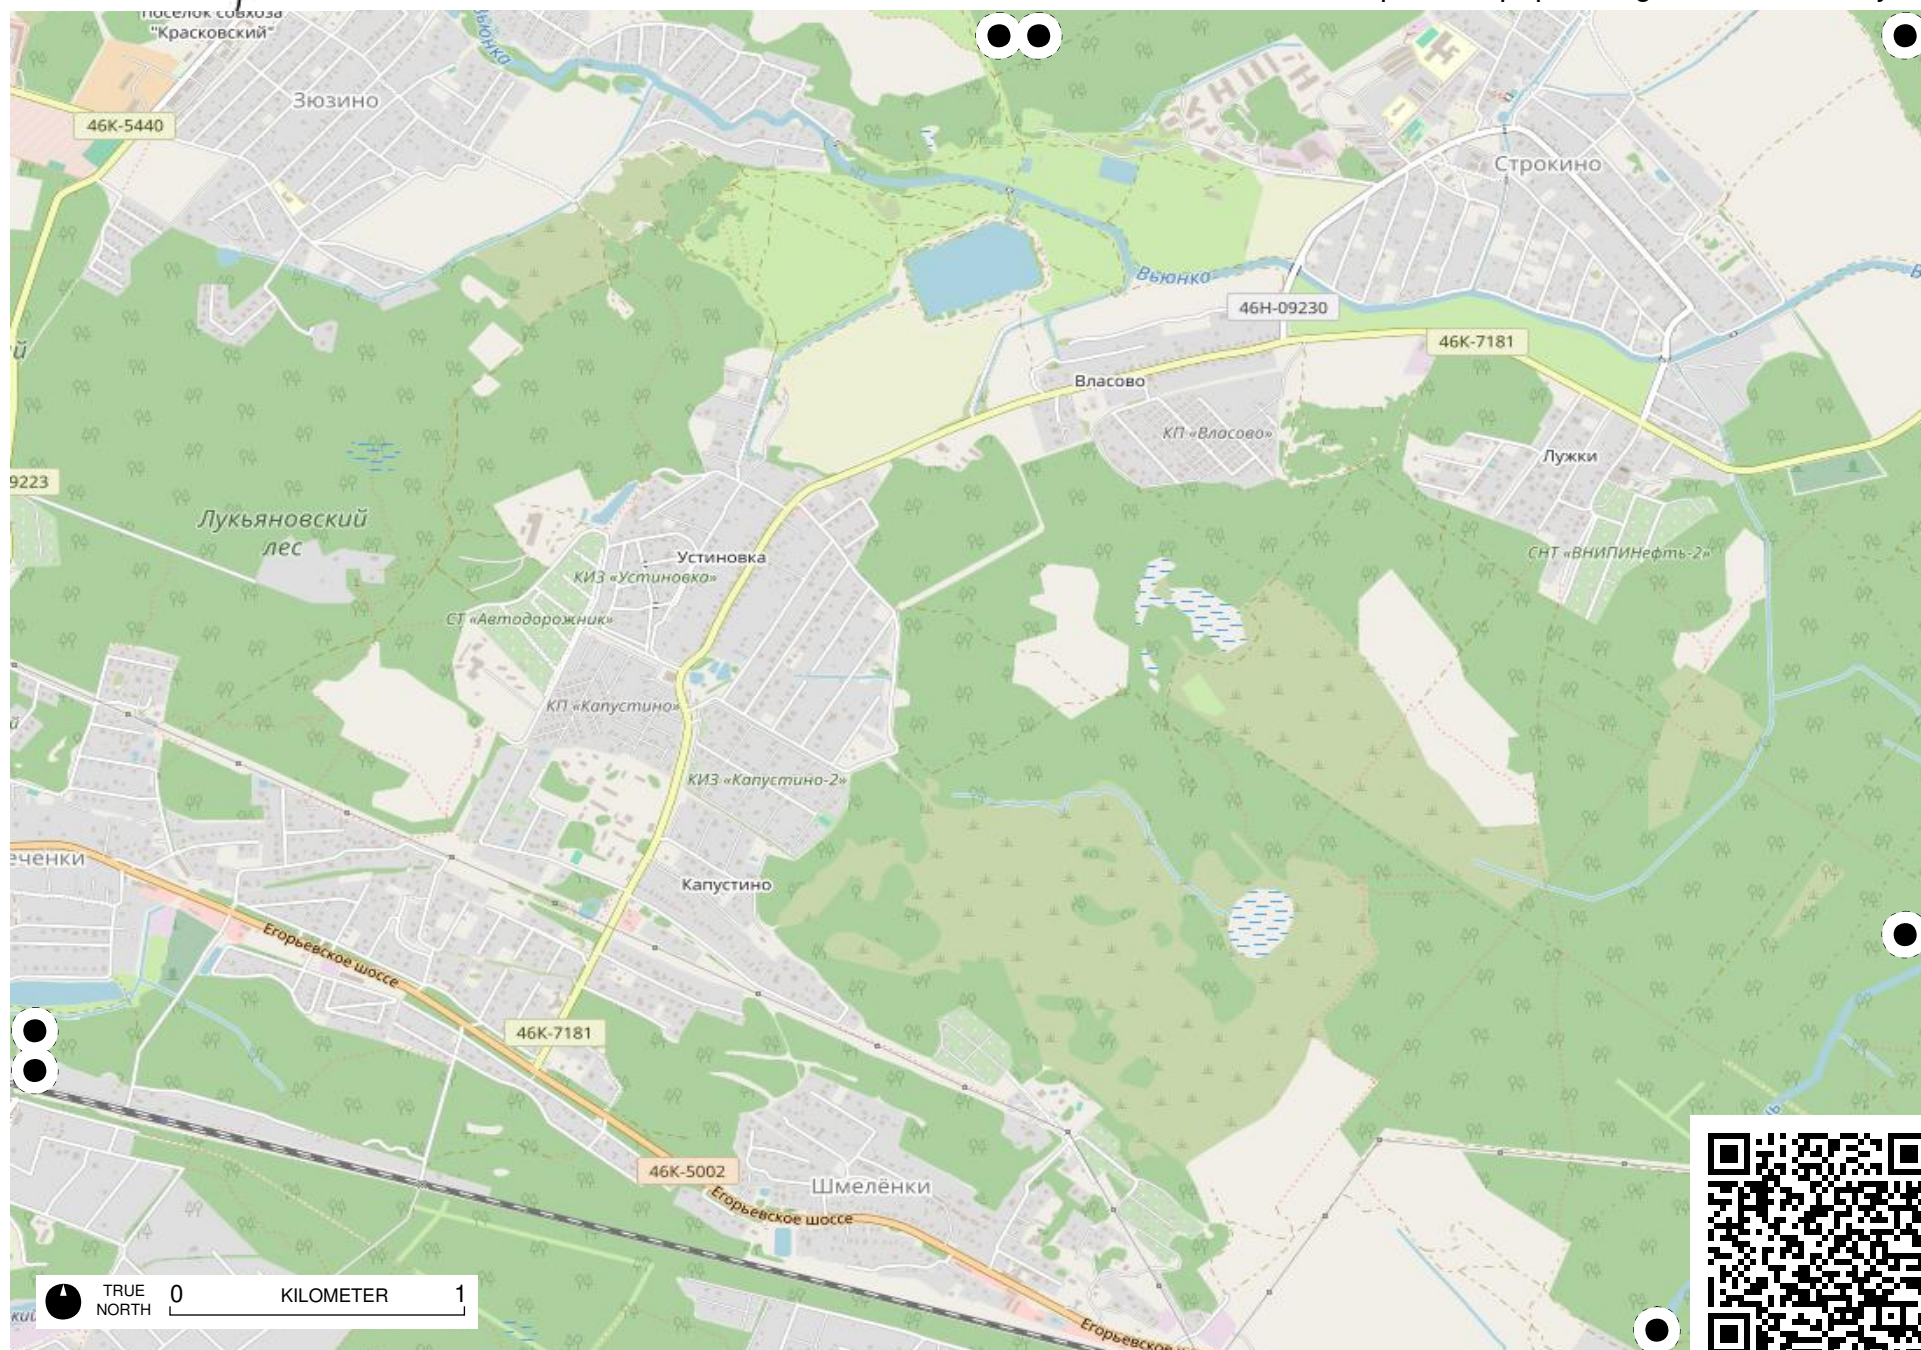 посёлок совхоза
"Красковский"
Вьюнка
Зюзино
46К-5440
Строкино
Вьюнка
46Н-09230
46К-7181
Власово
КП «Власово»
Лужки
9223
Лукьяновский
лес
Устиновка
КИЗ «Устиновка»
СТ «Автодорожник»
СНТ «ВНИПИНефть-2»
КП «Капустино»
КИЗ «Капустино-2»
еченки
Капустино
Егорьевское шоссе
46К-7181
46К-5002
Шмелёнки
Егорьевское шоссе
TRUE
NORTH
0 KILOMETER 1